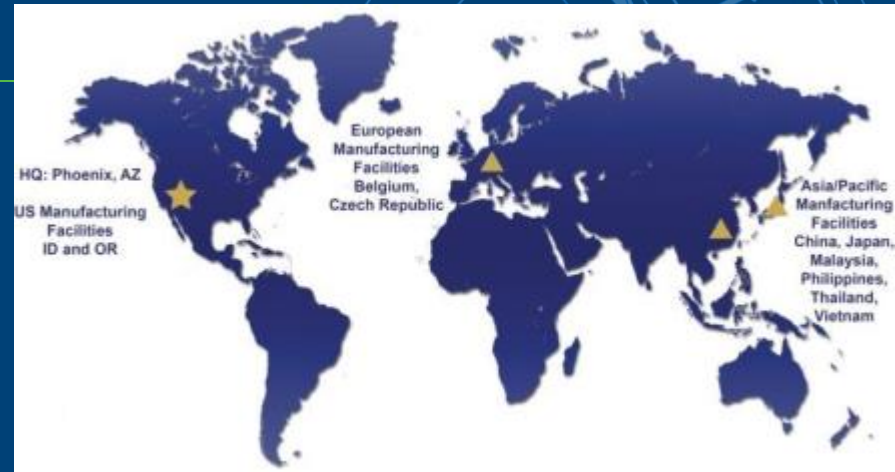 HQ: Phoenix, AZ
US Manufacturing
Facilities
ID and OR
European
Manufacturing
Facilities
Belgium,
Czech Republic
Asia/Pacific
Manfacturing
Facilities
China, Japan,
Malaysia,
Philippines,
Thailand,
Vietnam